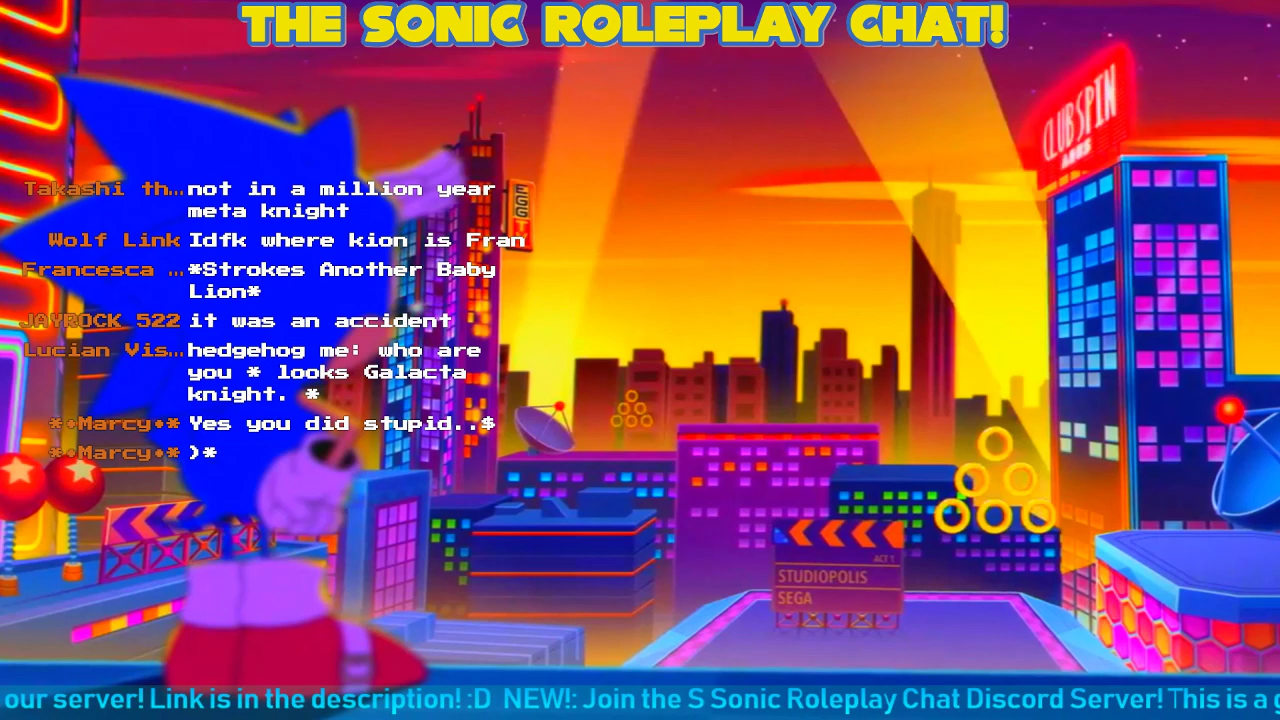 THE SONIC ROLEPLAY CHAT!
CLUB SPIN
EGG
Takashi th… not in a million year
meta knight
Wolf Link Idfk where kion is Fran
Francesca … *Strokes Another Baby
Lion*
JAYROCK 522 it was an accident
Lucian Vis… hedgehog me: who are
you * looks Galacta
knight. *
*•Marcy•* Yes you did stupid..$
*•Marcy•* )*
ACT 1
STUDIOPOLIS
SEGA
our server! Link is in the description! :D NEW!: Join the S Sonic Roleplay Chat Discord Server! This is a g